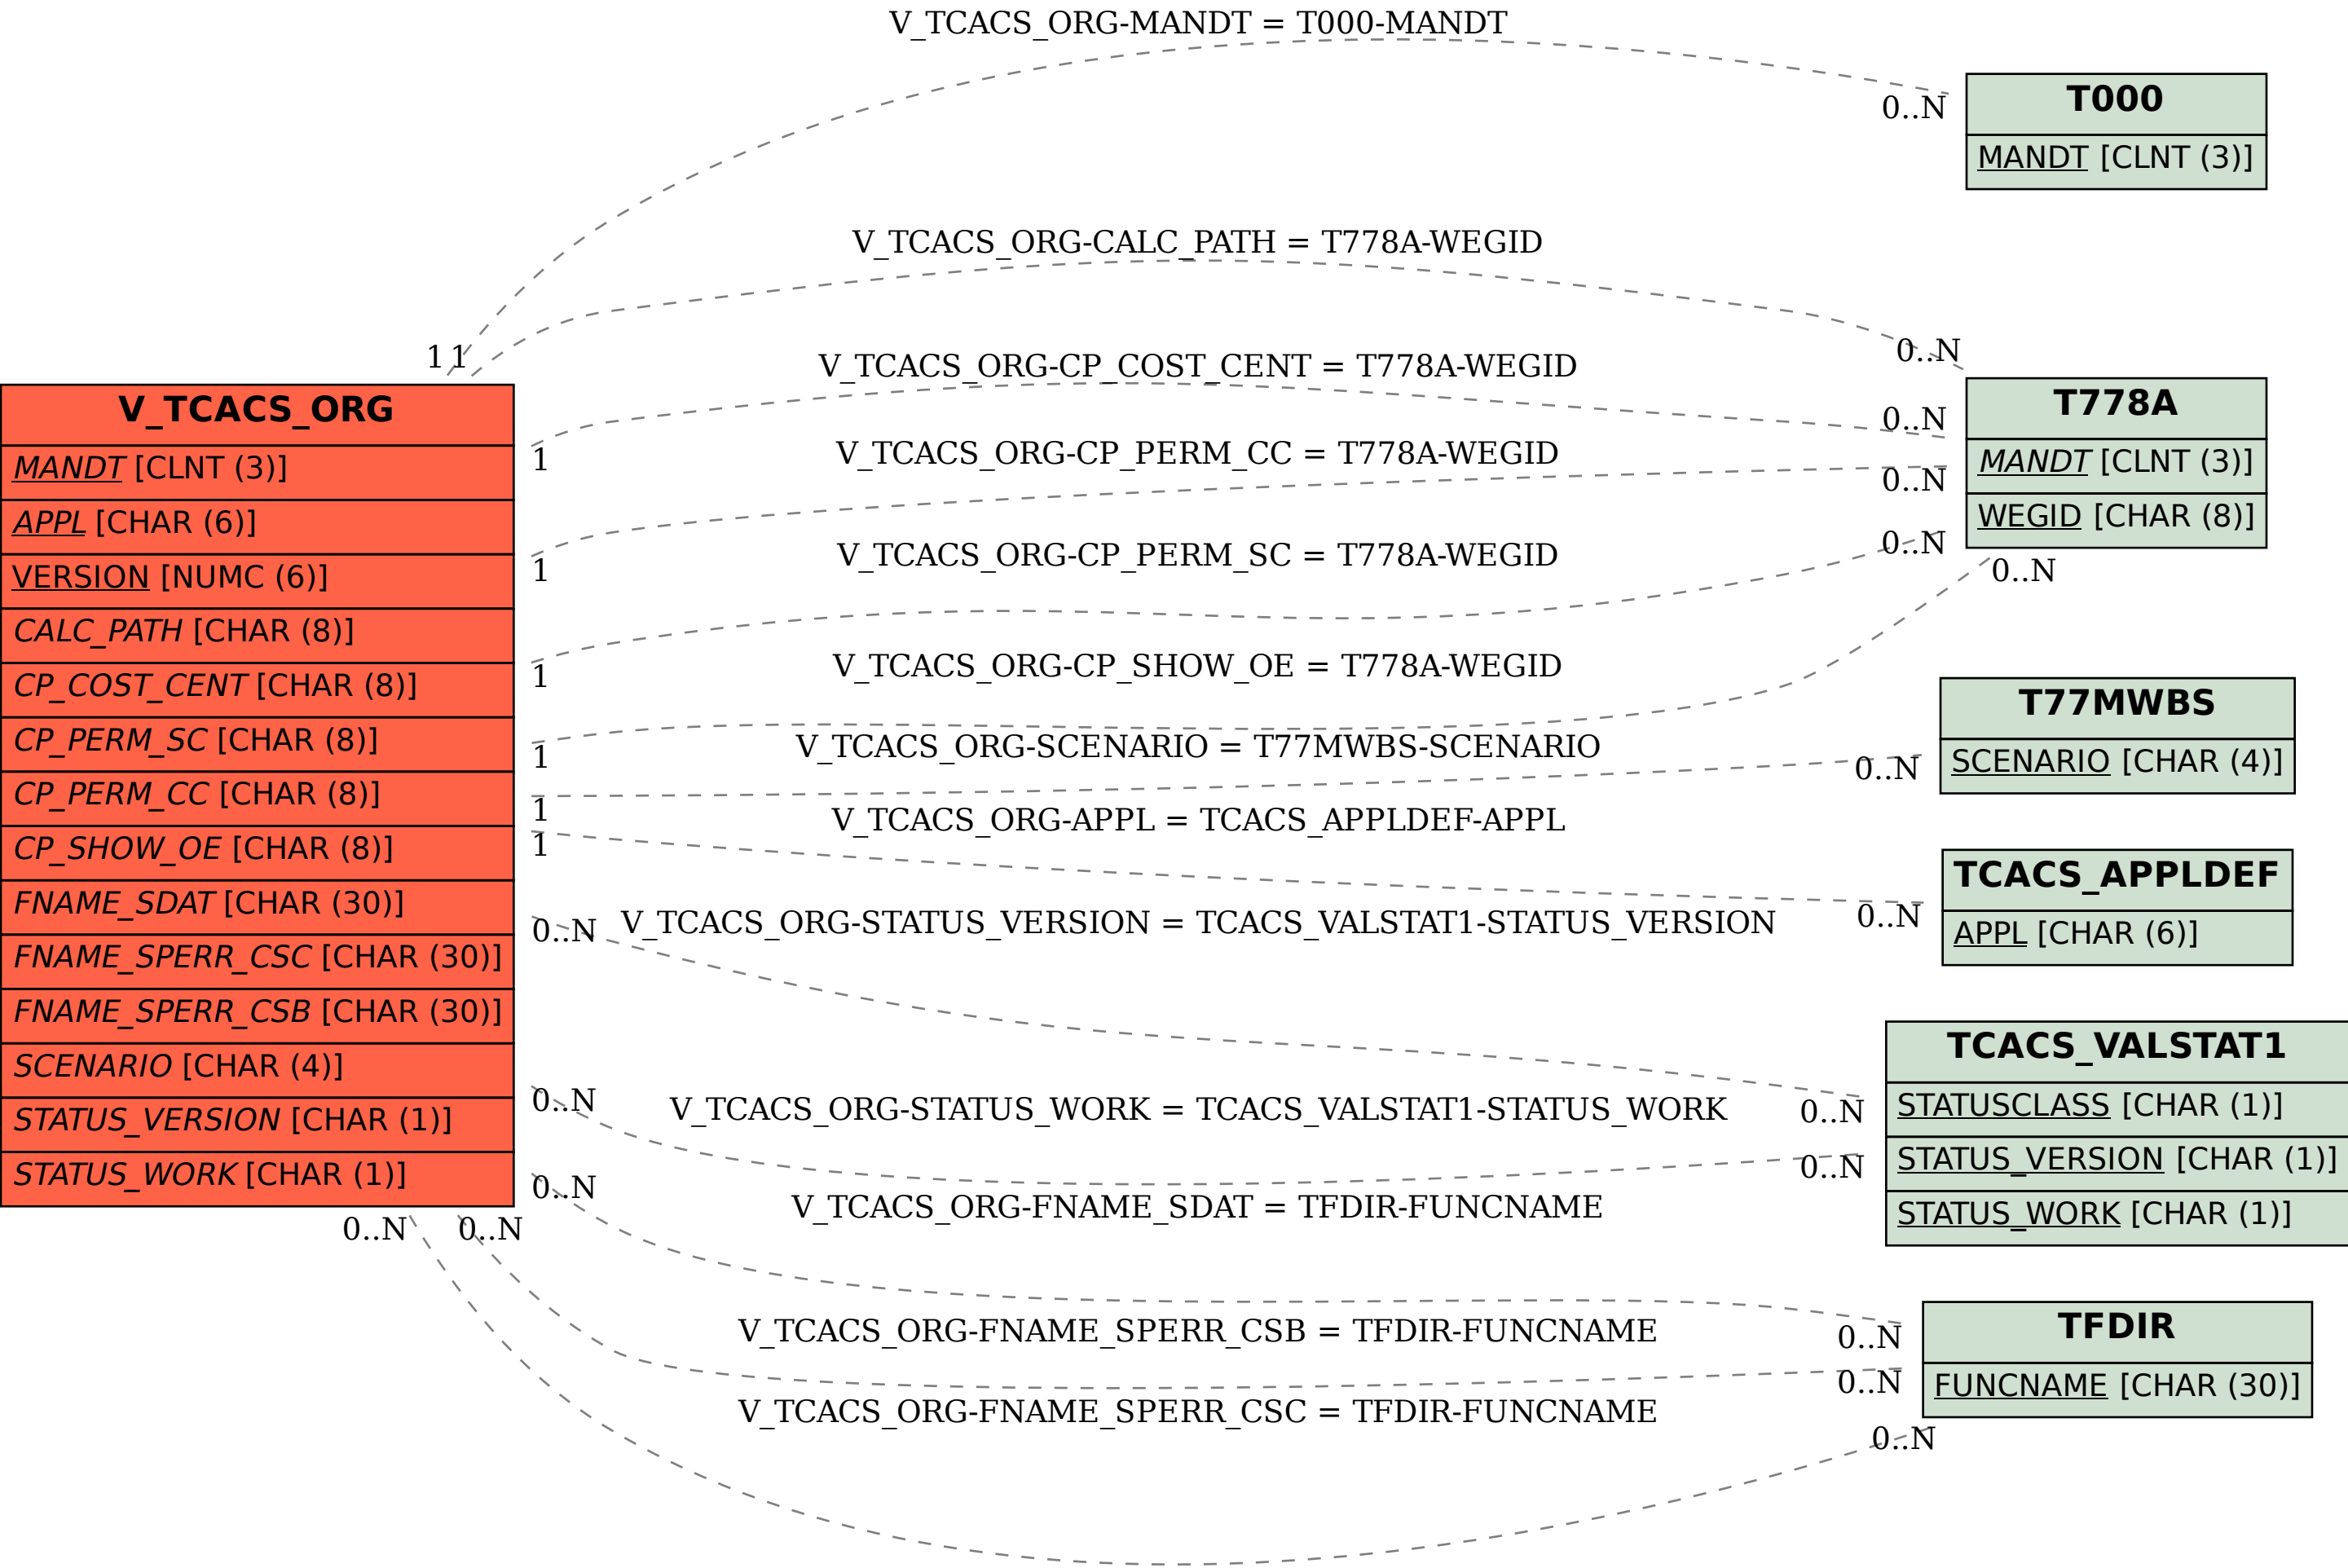 V_TCACS_ORG-MANDT = T000-MANDT
0..N
T000
MANDT [CLNT (3)]
V_TCACS_ORG-CALC_PATH = T778A-WEGID
1
1
0..N
V_TCACS_ORG-CP_COST_CENT = T778A-WEGID
1
0..N
V_TCACS_ORG-CP_PERM_CC = T778A-WEGID
1
0..N
V_TCACS_ORG-CP_PERM_SC = T778A-WEGID
1
0..N
V_TCACS_ORG-CP_SHOW_OE = T778A-WEGID
1
0..N
T778A
MANDT [CLNT (3)]
WEGID [CHAR (8)]
V_TCACS_ORG
MANDT [CLNT (3)]
APPL [CHAR (6)]
VERSION [NUMC (6)]
CALC_PATH [CHAR (8)]
CP_COST_CENT [CHAR (8)]
CP_PERM_SC [CHAR (8)]
CP_PERM_CC [CHAR (8)]
CP_SHOW_OE [CHAR (8)]
FNAME_SDAT [CHAR (30)]
FNAME_SPERR_CSC [CHAR (30)]
FNAME_SPERR_CSB [CHAR (30)]
SCENARIO [CHAR (4)]
STATUS_VERSION [CHAR (1)]
STATUS_WORK [CHAR (1)]
V_TCACS_ORG-SCENARIO = T77MWBS-SCENARIO
1
0..N
T77MWBS
SCENARIO [CHAR (4)]
V_TCACS_ORG-APPL = TCACS_APPLDEF-APPL
1
0..N
TCACS_APPLDEF
APPL [CHAR (6)]
V_TCACS_ORG-STATUS_VERSION = TCACS_VALSTAT1-STATUS_VERSION
0..N
0..N
V_TCACS_ORG-STATUS_WORK = TCACS_VALSTAT1-STATUS_WORK
0..N
0..N
TCACS_VALSTAT1
STATUSCLASS [CHAR (1)]
STATUS_VERSION [CHAR (1)]
STATUS_WORK [CHAR (1)]
V_TCACS_ORG-FNAME_SDAT = TFDIR-FUNCNAME
0..N
0..N
V_TCACS_ORG-FNAME_SPERR_CSB = TFDIR-FUNCNAME
0..N
0..N
V_TCACS_ORG-FNAME_SPERR_CSC = TFDIR-FUNCNAME
0..N
0..N
TFDIR
FUNCNAME [CHAR (30)]